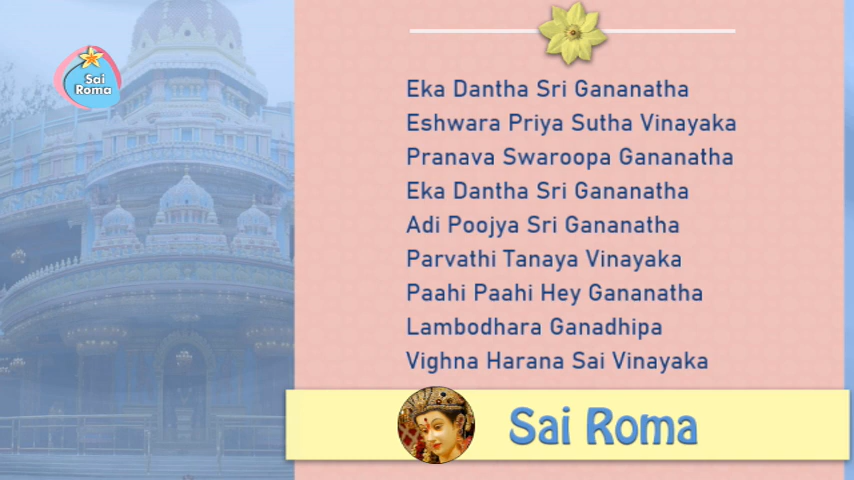 Sai
Roma
Eka Dantha Sri Gananatha
Eshwara Priya Sutha Vinayaka
Pranava Swaroopa Gananatha
Eka Dantha Sri Gananatha
Adi Poojya Sri Gananatha
Parvathi Tanaya Vinayaka
Paahi Paahi Hey Gananatha
Lambodhara Ganadhipa
Vighna Harana Sai Vinayaka
Sai Roma